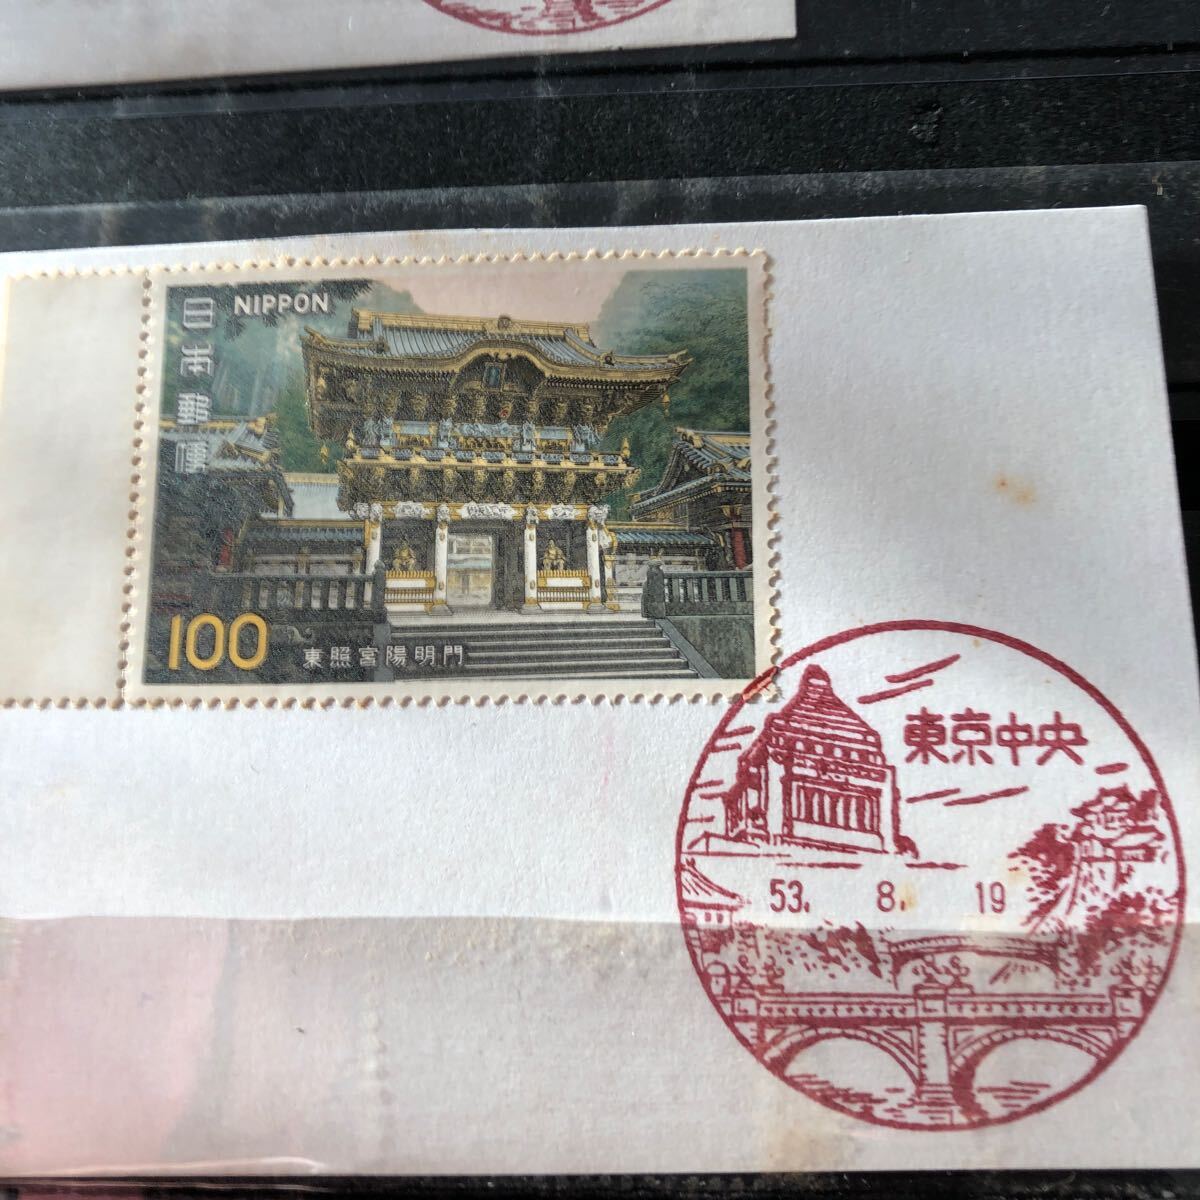 NIPPON
日本郵便
100
東照宮陽明門
東京中央
53. 8. 19